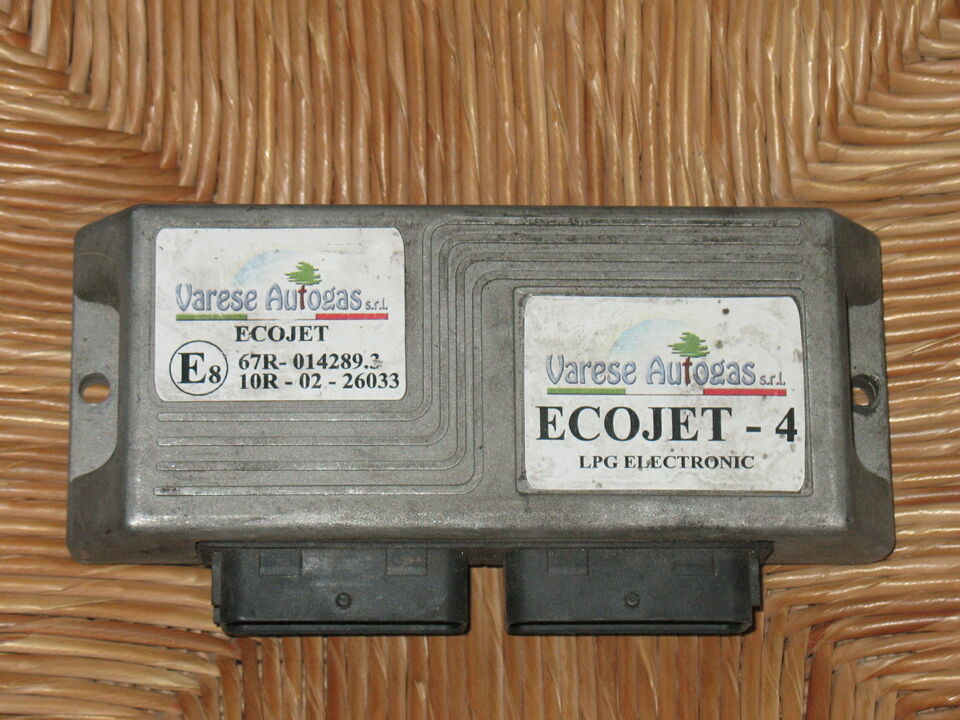 Varese Autogas s.r.l.
ECOJET
E8
67R- 014289.3
10R - 02 - 26033
Varese Autogas s.r.l.
ECOJET - 4
LPG ELECTRONIC